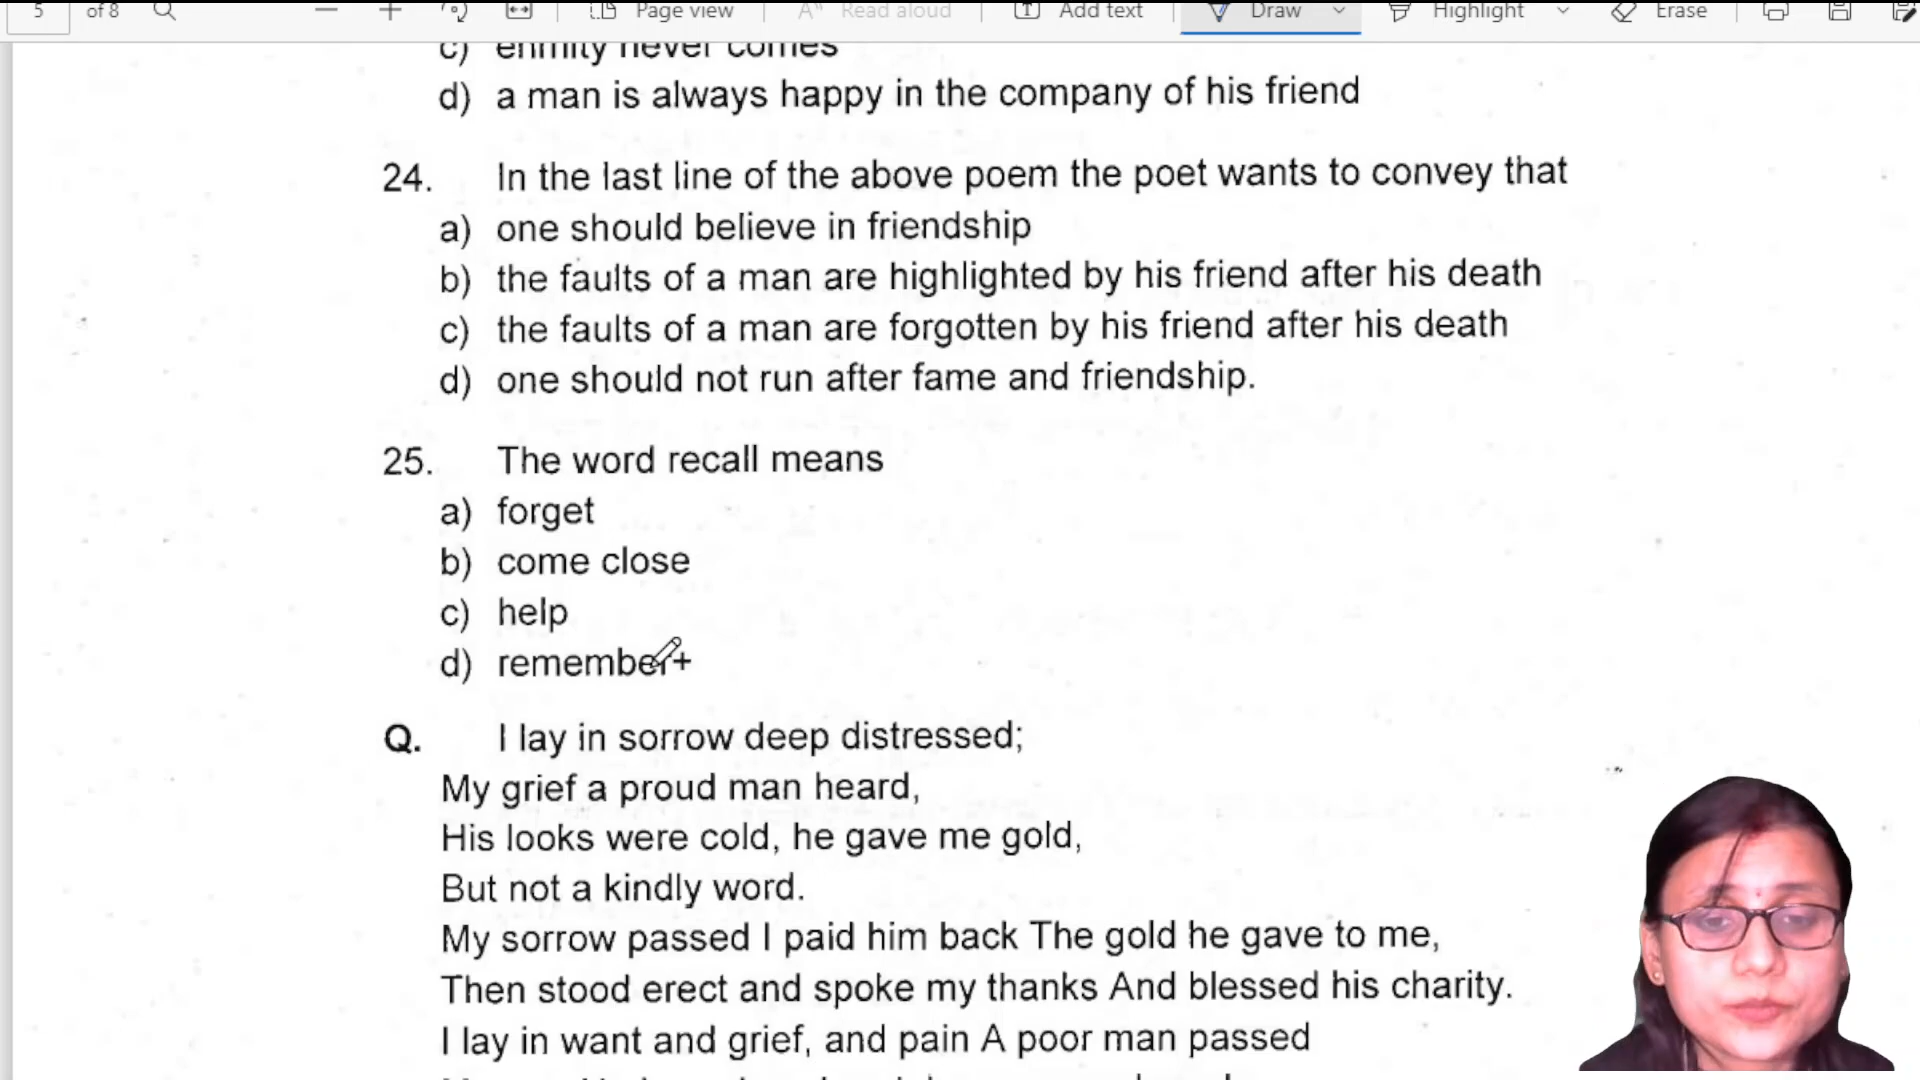 5 of 8 Page view Read aloud Add text Draw Highlight Erase
c) enmity never comes
d) a man is always happy in the company of his friend
24. In the last line of the above poem the poet wants to convey that
a) one should believe in friendship
b) the faults of a man are highlighted by his friend after his death
c) the faults of a man are forgotten by his friend after his death
d) one should not run after fame and friendship.
25. The word recall means
a) forget
b) come close
c) help
d) remember
Q. I lay in sorrow deep distressed;
My grief a proud man heard,
His looks were cold, he gave me gold,
But not a kindly word.
My sorrow passed I paid him back The gold he gave to me,
Then stood erect and spoke my thanks And blessed his charity.
I lay in want and grief, and pain A poor man passed